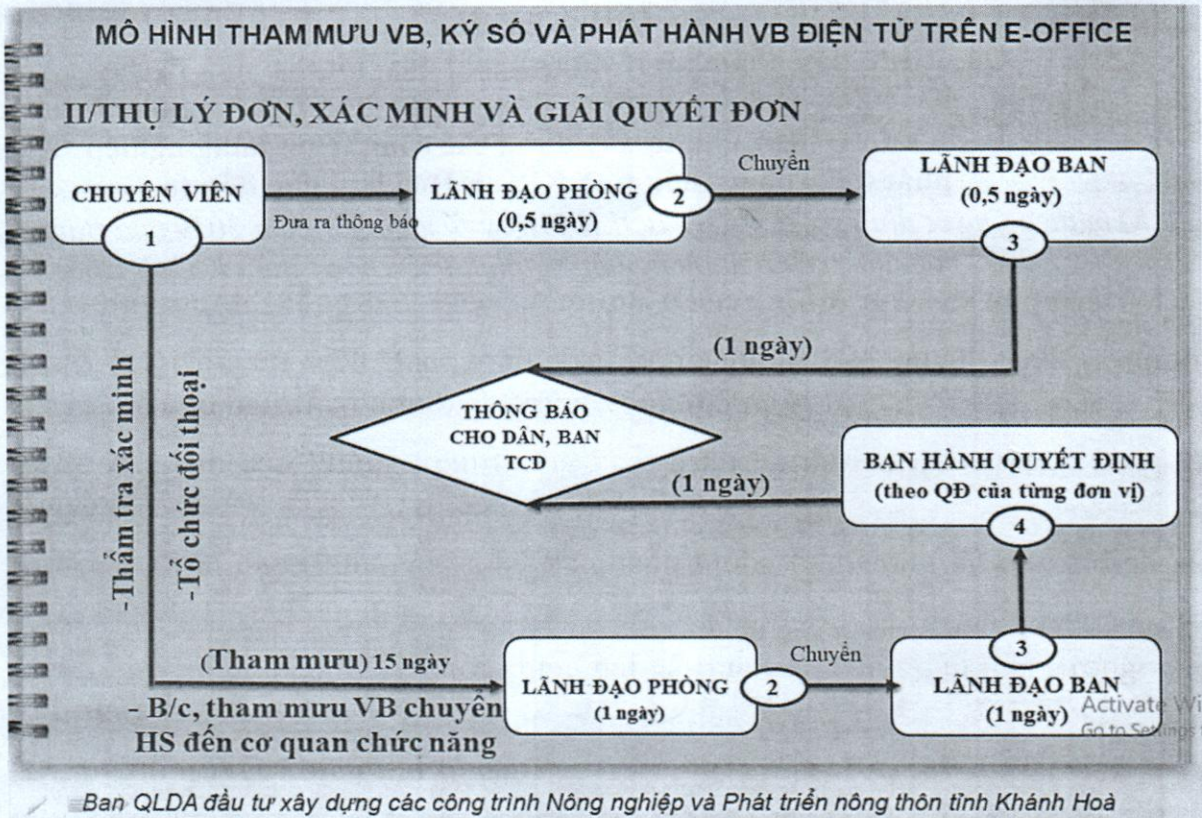 MÔ HÌNH THAM MƯU VB, KÝ SỐ VÀ PHÁT HÀNH VB ĐIỆN TỬ TRÊN E-OFFICE
II/THỤ LÝ ĐƠN, XÁC MINH VÀ GIẢI QUYẾT ĐƠN
CHUYÊN VIÊN
1
Đưa ra thông báo
LÃNH ĐẠO PHÒNG
(0,5 ngày)
2
Chuyển
LÃNH ĐẠO BAN
(0,5 ngày)
3
(1 ngày)
THÔNG BÁO
CHO DÂN, BAN
TCD
(1 ngày)
BAN HÀNH QUYẾT ĐỊNH
(theo QĐ của từng đơn vị)
4
-Thẩm tra xác minh
-Tổ chức đối thoại
(Tham mưu) 15 ngày
- B/c, tham mưu VB chuyển
HS đến cơ quan chức năng
LÃNH ĐẠO PHÒNG
(1 ngày)
2
Chuyển
3
LÃNH ĐẠO BAN
(1 ngày)
Activate Wi
Go to Settings
Ban QLDA đầu tư xây dựng các công trình Nông nghiệp và Phát triển nông thôn tỉnh Khánh Hoà